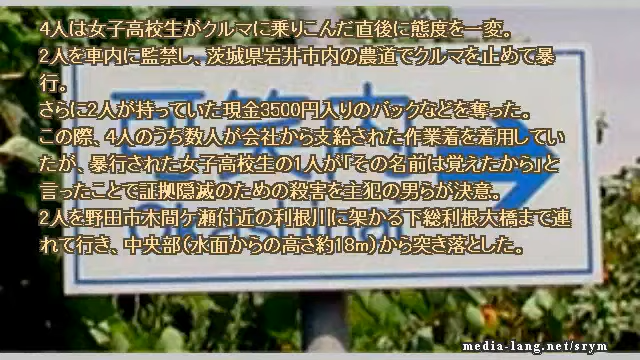 4人は女子高校生がクルマに乗りこんだ直後に態度を一変。
2人を車内に監禁し、茨城県岩井市内の農道でクルマを止めて暴
行。
さらに2人が持っていた現金3500円入りのバックなどを奪った。
この際、4人のうち数人が会社から支給された作業着を着用してい
たが、暴行された女子高校生の1人が「その名前は覚えたから」と
言ったことで証拠隠滅のための殺害を主犯の男らが決意。
2人を野田市木間ケ瀬付近の利根川に架かる下総利根大橋まで連
れて行き、中央部(水面からの高さ約18m)から突き落とした。
media-lang.net/srym